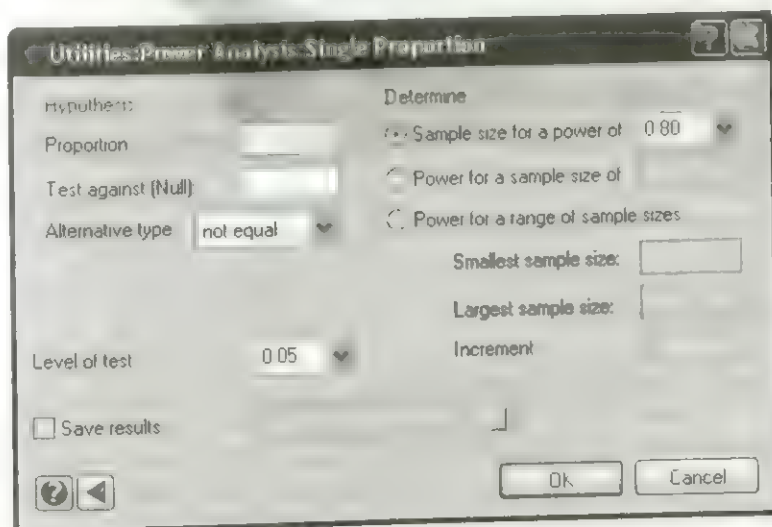 Utilities:Power Analysis:Single Proportion
Hypothesis:
Proportion
Test against (Null):
Alternative type not equal
Level of test 0.05
Save results
Determine
Sample size for a power of 0.80
Power for a sample size of
Power for a range of sample sizes
Smallest sample size:
Largest sample size:
Increment
OK Cancel